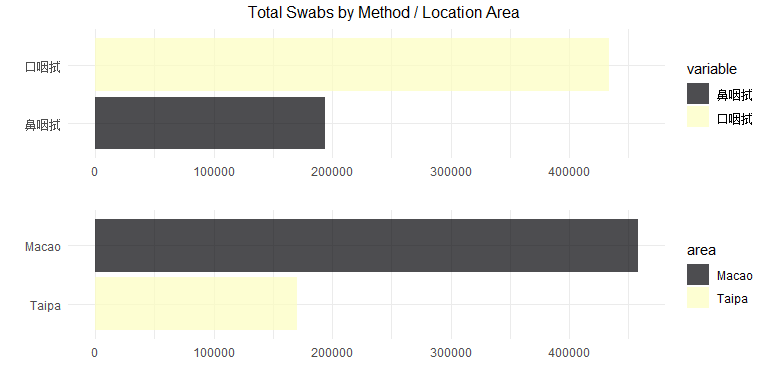 Total Swabs by Method / Location Area
口咽拭
鼻咽拭
0 100000 200000 300000 400000
variable
鼻咽拭
口咽拭
Macao
Taipa
0 100000 200000 300000 400000
area
Macao
Taipa